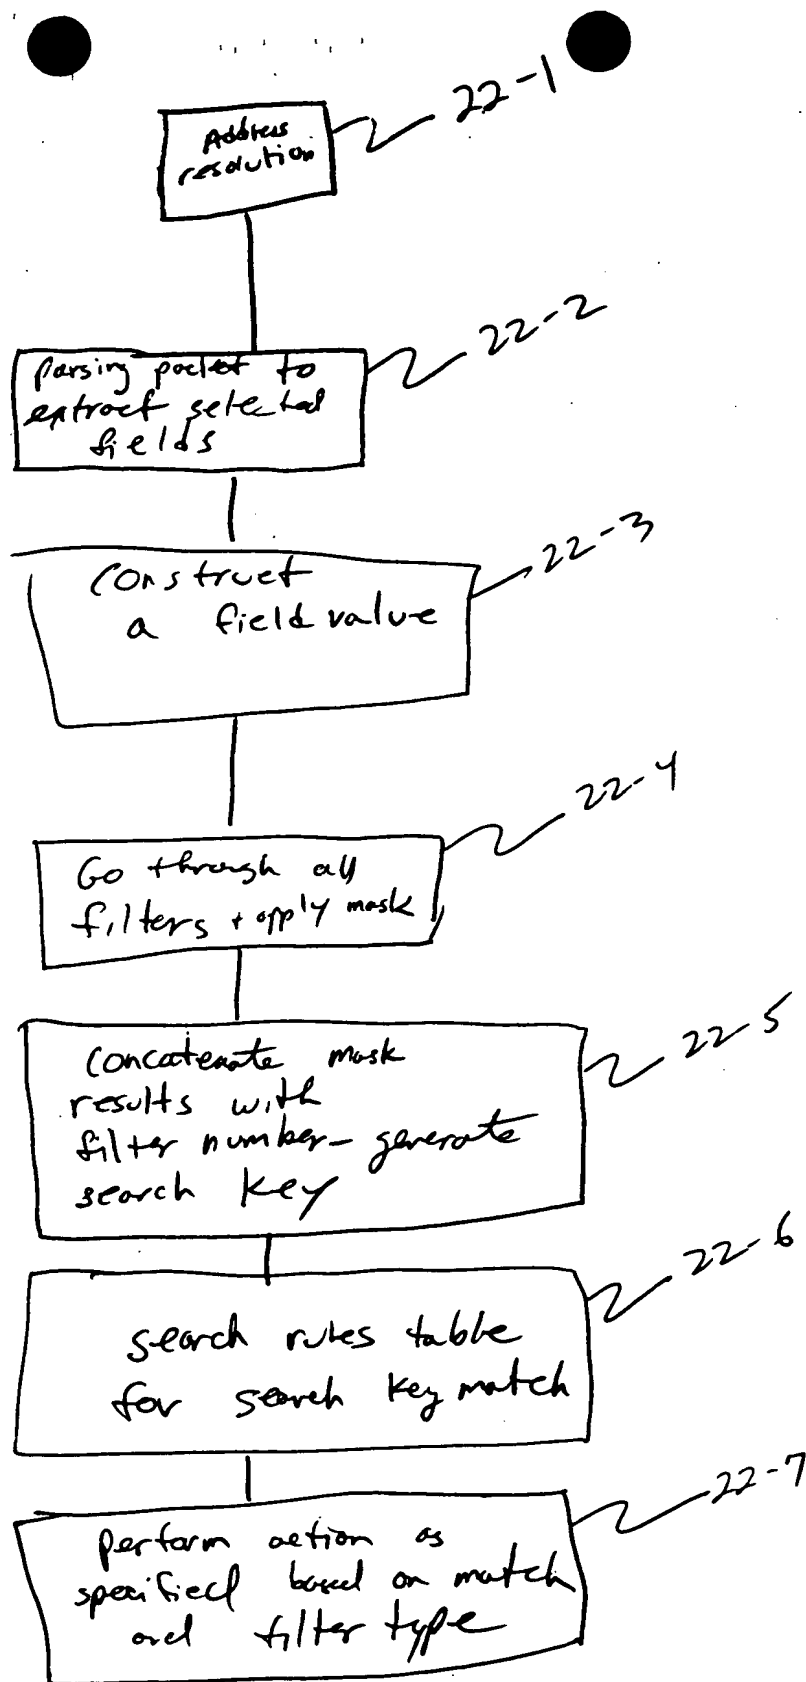 22-1
Address
resolution
22-2
Parsing packet to
extract selected
fields
22-3
Construct
a field value
22-4
Go through all
filters + apply mask
22-5
Concatenate mask
results with
filter number - generate
search key
22-6
search rules table
for search key match
22-7
perform action as
specified based on match
and filter type